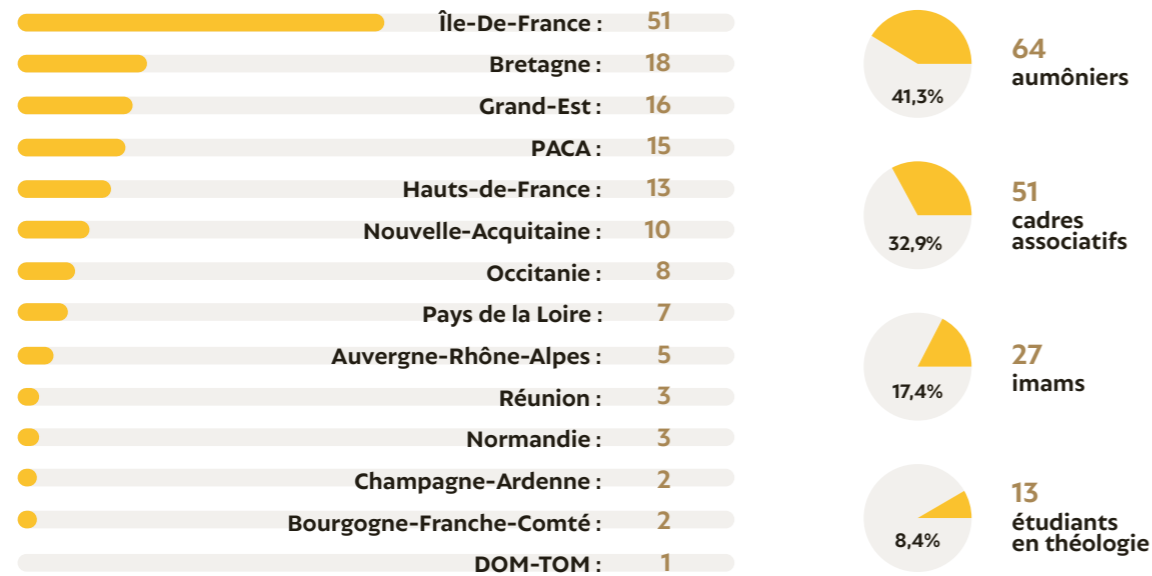 Île-De-France : 51
Bretagne : 18
Grand-Est : 16
PACA : 15
Hauts-de-France : 13
Nouvelle-Acquitaine : 10
Occitanie : 8
Pays de la Loire : 7
Auvergne-Rhône-Alpes : 5
Réunion : 3
Normandie : 3
Champagne-Ardenne : 2
Bourgogne-Franche-Comté : 2
DOM-TOM : 1
41,3%
64
aumôniers
32,9%
51
cadres
associatifs
17,4%
27
imams
8,4%
13
étudiants
en théologie